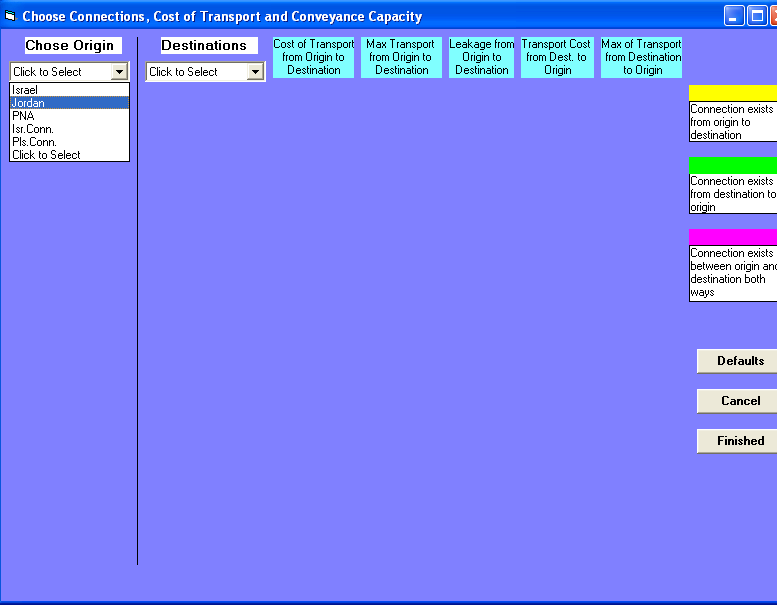 Choose Connections, Cost of Transport and Conveyance Capacity
Chose Origin
Click to Select
Israel
Jordan
PNA
Isr.Conn.
Pls.Conn.
Click to Select
Destinations
Click to Select
Cost of Transport
from Origin to
Destination
Max Transport
from Origin to
Destination
Leakage from
Origin to
Destination
Transport Cost
from Dest. to
Origin
Max of Transport
from Destination
to Origin
Connection exists
from origin to
destination
Connection exists
from destination to
origin
Connection exists
between origin and
destination both
ways
Defaults
Cancel
Finished